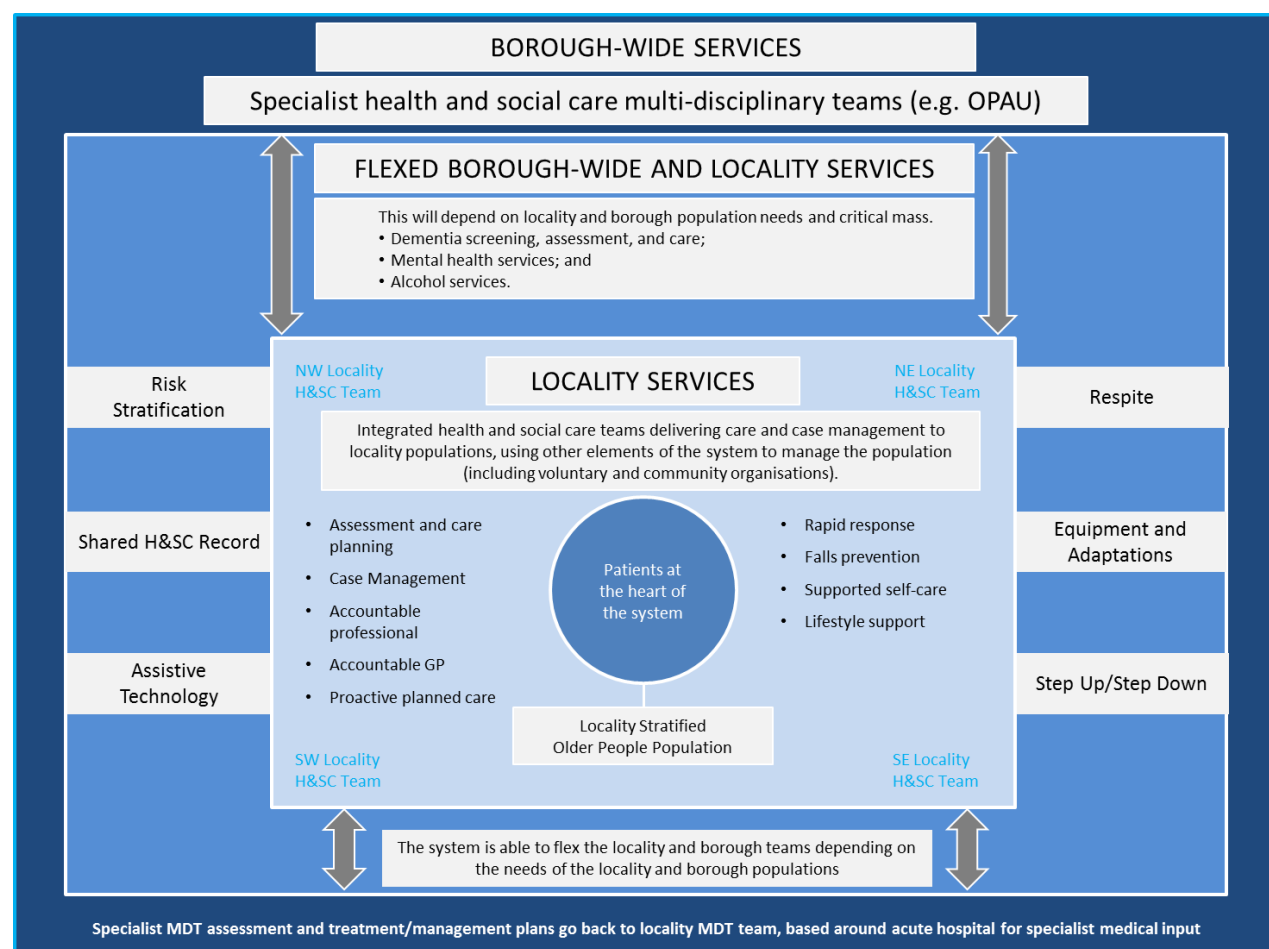 BOROUGH-WIDE SERVICES
Specialist health and social care multi-disciplinary teams (e.g. OPAU)
FLEXED BOROUGH-WIDE AND LOCALITY SERVICES
This will depend on locality and borough population needs and critical mass.
• Dementia screening, assessment, and care;
• Mental health services; and
• Alcohol services.
Risk
Stratification
Shared H&SC Record
Assistive
Technology
NW Locality
H&SC Team
LOCALITY SERVICES
NE Locality
H&SC Team
Integrated health and social care teams delivering care and case management to
locality populations, using other elements of the system to manage the population
(including voluntary and community organisations).
• Assessment and care
planning
• Case Management
• Accountable
professional
• Accountable GP
• Proactive planned care
Patients at
the heart of
the system
• Rapid response
• Falls prevention
• Supported self-care
• Lifestyle support
Locality Stratified
Older People Population
SW Locality
H&SC Team
SE Locality
H&SC Team
Respite
Equipment and
Adaptations
Step Up/Step Down
The system is able to flex the locality and borough teams depending on
the needs of the locality and borough populations
Specialist MDT assessment and treatment/management plans go back to locality MDT team, based around acute hospital for specialist medical input